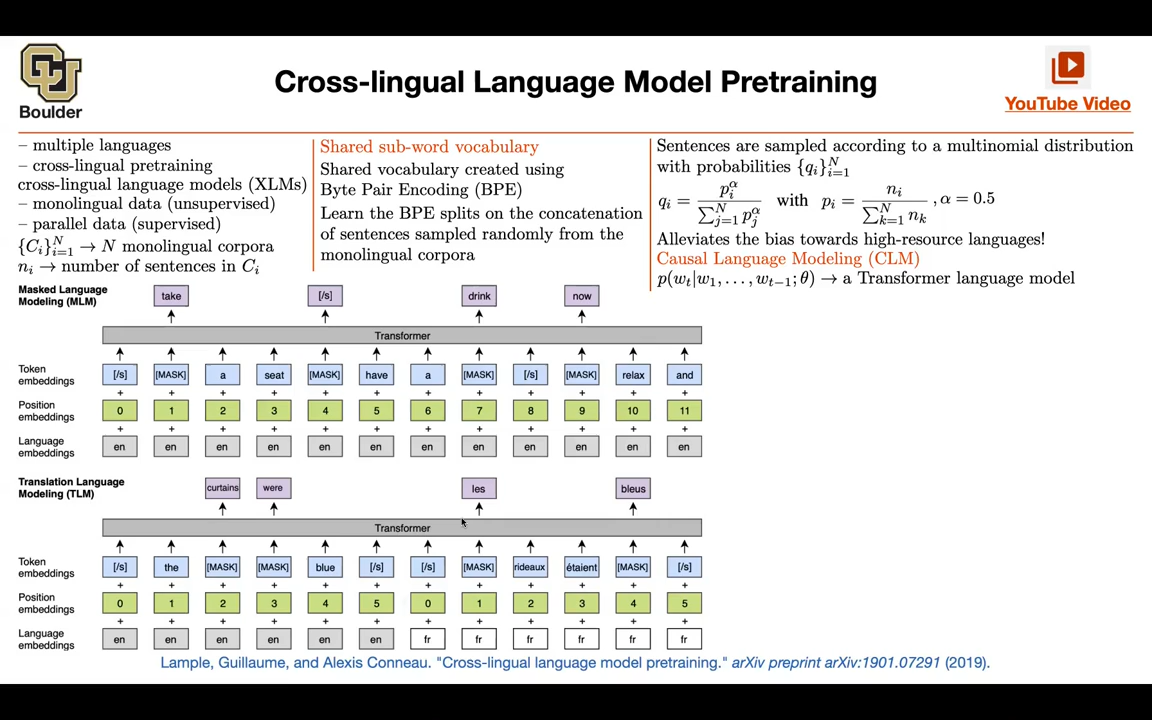 Boulder
Cross-lingual Language Model Pretraining
YouTube Video
– multiple languages
– cross-lingual pretraining
cross-lingual language models (XLMs)
– monolingual data (unsupervised)
– parallel data (supervised)
{C_i}_{i=1}^N → N monolingual corpora
n_i → number of sentences in C_i
Shared sub-word vocabulary
Shared vocabulary created using
Byte Pair Encoding (BPE)
Learn the BPE splits on the concatenation
of sentences sampled randomly from the
monolingual corpora
Sentences are sampled according to a multinomial distribution
with probabilities {q_i}_{i=1}^N
q_i = p_i^α / ∑_{j=1}^N p_j^α with p_i = n_i / ∑_{k=1}^N n_k , α = 0.5
Alleviates the bias towards high-resource languages!
Causal Language Modeling (CLM)
p(w_t|w_1, . . . , w_{t−1}; θ) → a Transformer language model
Masked Language
Modeling (MLM)
take [/s] drink now
Transformer
Token
embeddings
[/s] [MASK] a seat [MASK] have a [MASK] [/s] [MASK] relax and
+ + + + + + + + + + + +
Position
embeddings
0 1 2 3 4 5 6 7 8 9 10 11
+ + + + + + + + + + + +
Language
embeddings
en en en en en en en en en en en en
Translation Language
Modeling (TLM)
curtains were les bleus
Transformer
Token
embeddings
[/s] the [MASK] [MASK] blue [/s] [/s] [MASK] rideaux étaient [MASK] [/s]
+ + + + + + + + + + + +
Position
embeddings
0 1 2 3 4 5 0 1 2 3 4 5
+ + + + + + + + + + + +
Language
embeddings
en en en en en en fr fr fr fr fr fr
Lample, Guillaume, and Alexis Conneau. "Cross-lingual language model pretraining." arXiv preprint arXiv:1901.07291 (2019).